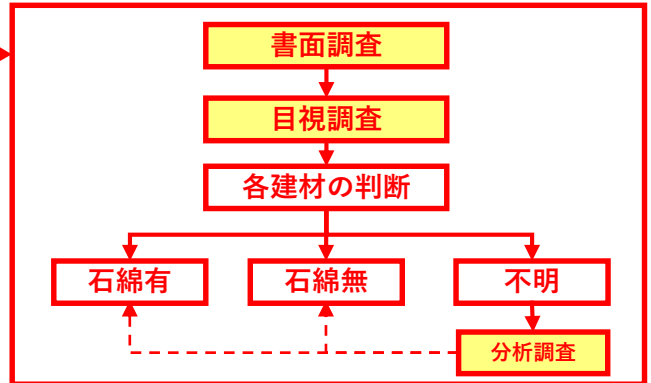 書面調査
目視調査
各建材の判断
石綿有
石綿無
不明
分析調査